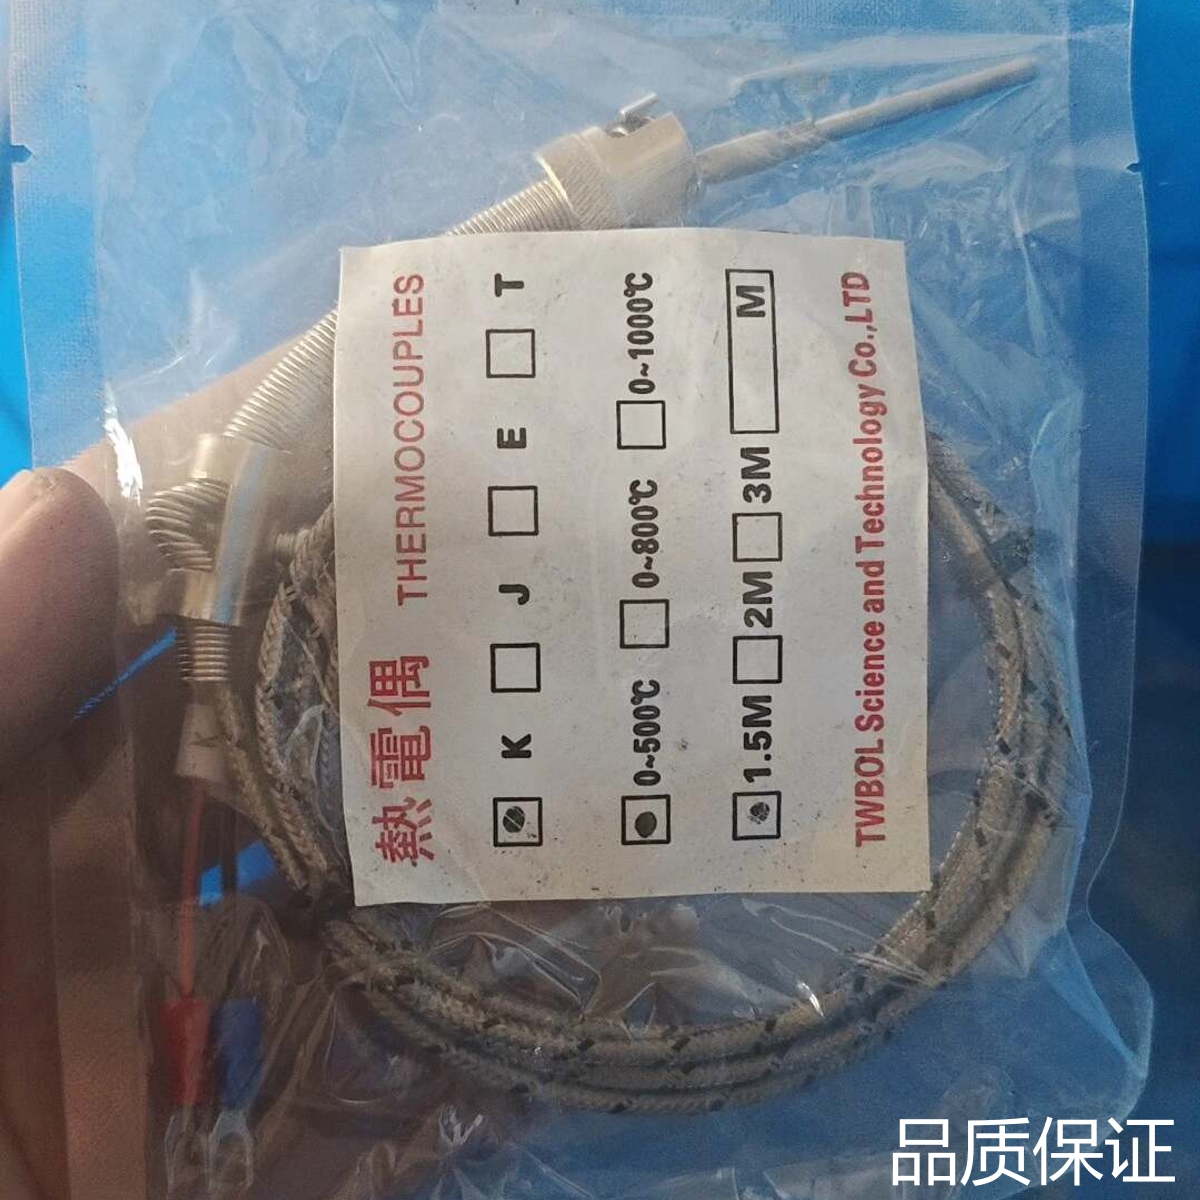 熱電偶 THERMOCOUPLES
K J E T
0~500℃ 0~800℃ 0~1000℃
1.5M 2M 3M M
TWBOL Science and Technology Co.,LTD
品质保证